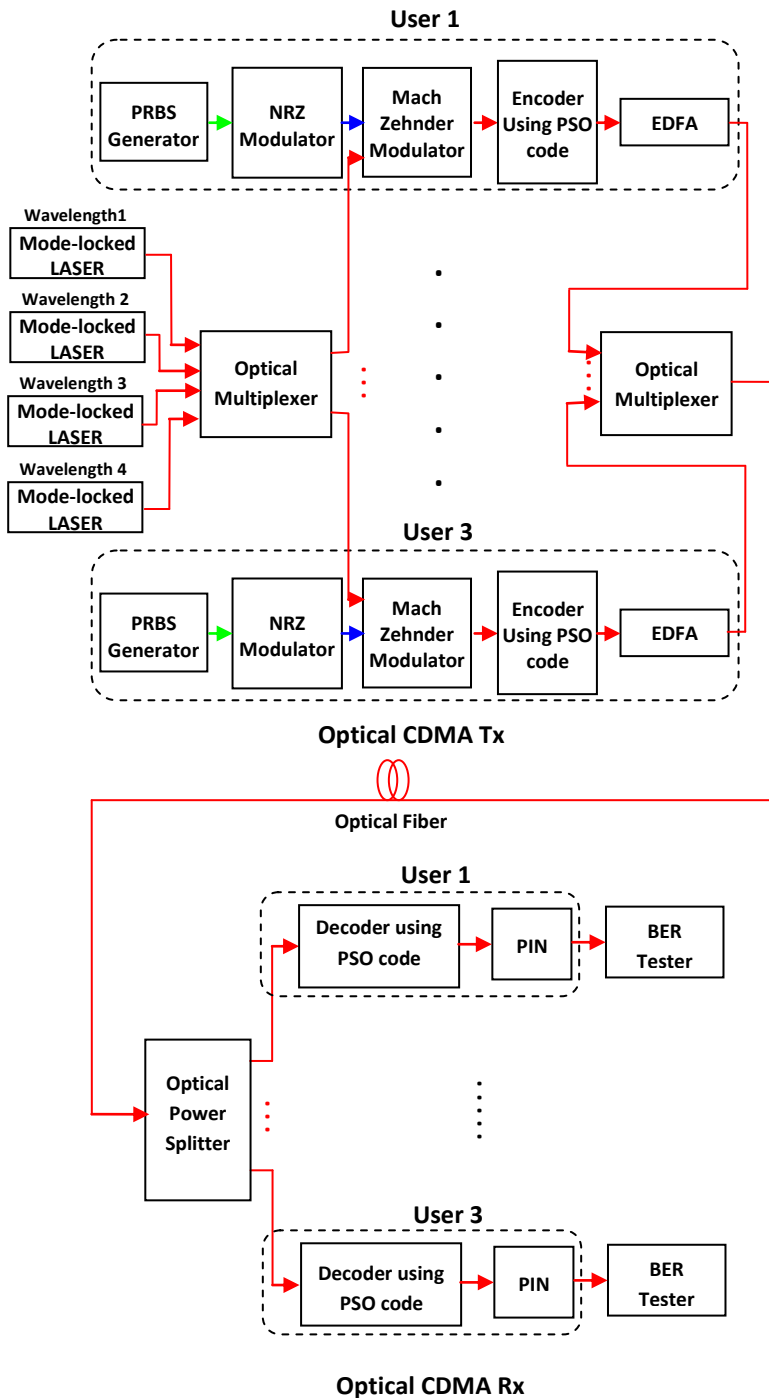 User 1
PRBS
Generator
NRZ
Modulator
Mach
Zehnder
Modulator
Encoder
Using PSO
code
EDFA
Wavelength1
Mode-locked
LASER
Wavelength 2
Mode-locked
LASER
Wavelength 3
Mode-locked
LASER
Wavelength 4
Mode-locked
LASER
Optical
Multiplexer
Optical
Multiplexer
User 3
PRBS
Generator
NRZ
Modulator
Mach
Zehnder
Modulator
Encoder
Using PSO
code
EDFA
Optical CDMA Tx
Optical Fiber
User 1
Decoder using
PSO code
PIN
BER
Tester
Optical
Power
Splitter
User 3
Decoder using
PSO code
PIN
BER
Tester
Optical CDMA Rx